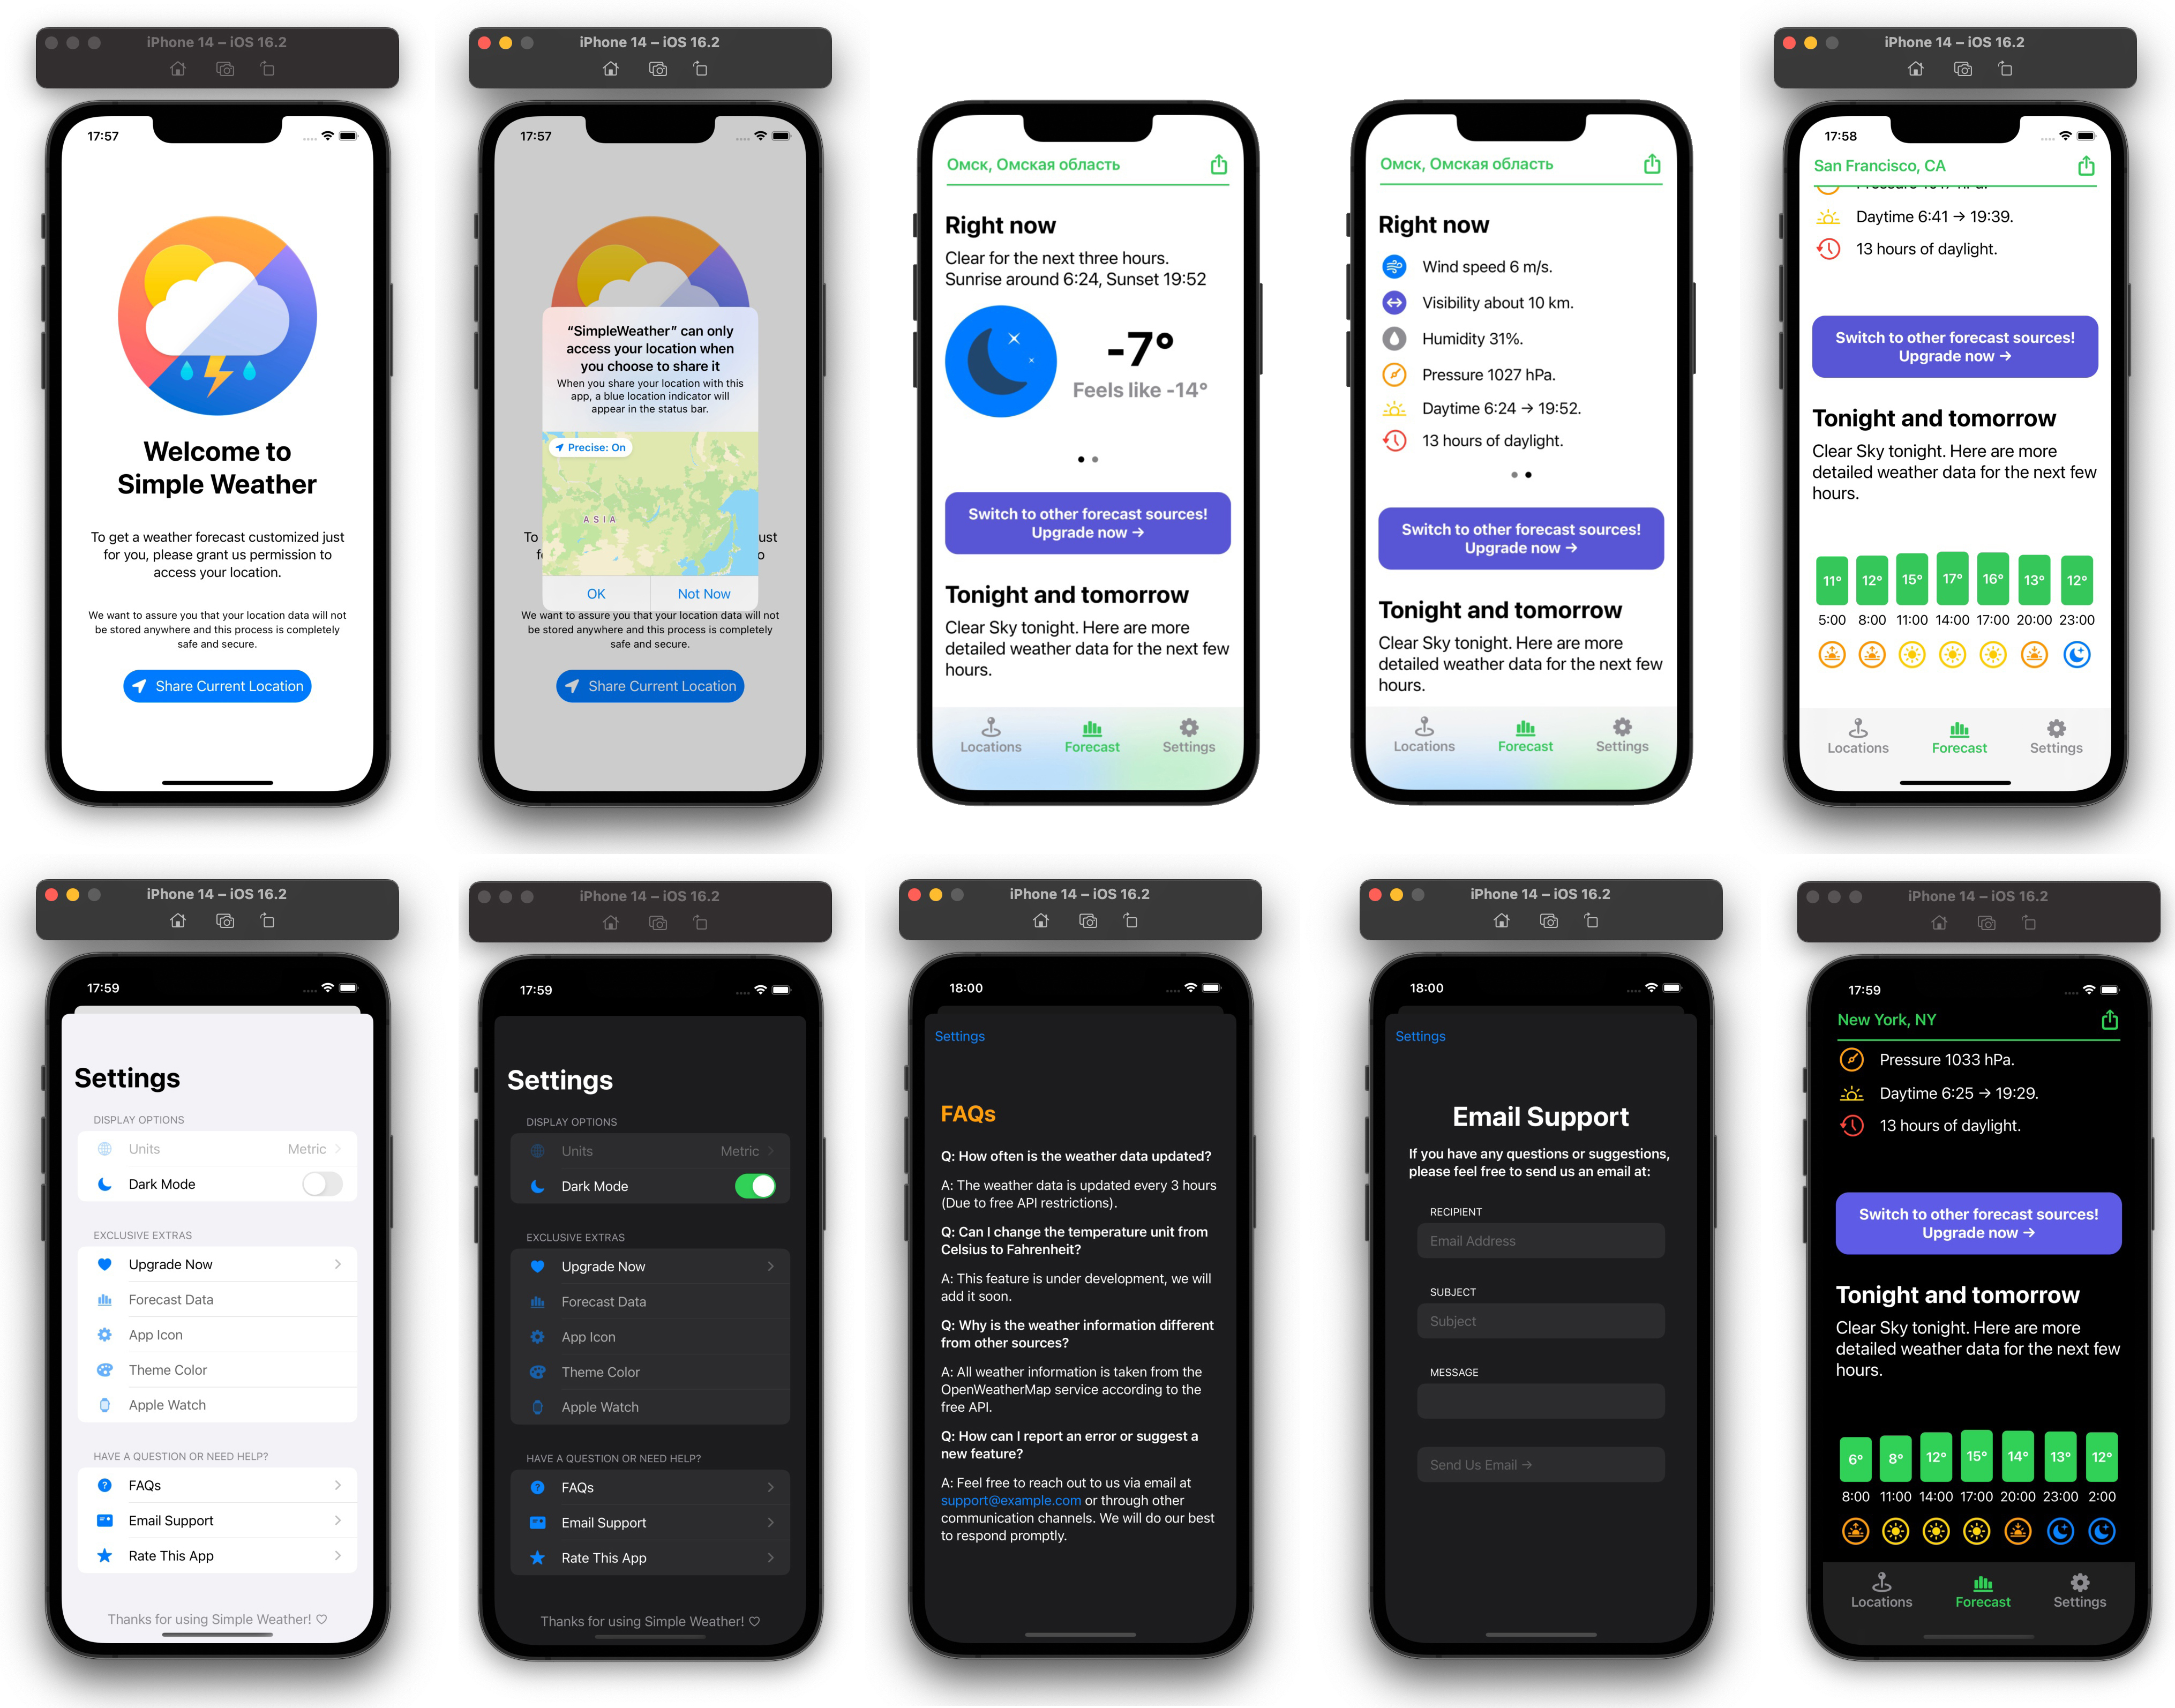 iPhone 14 – iOS 16.2
17:57
Welcome to
Simple Weather
To get a weather forecast customized just
for you, please grant us permission to
access your location.
We want to assure you that your location data will not
be stored anywhere and this process is completely
safe and secure.
Share Current Location
iPhone 14 – iOS 16.2
17:57
“SimpleWeather” can only
access your location when
you choose to share it
When you share your location with this
app, a blue location indicator will
appear in the status bar.
Precise: On
ASIA
To
ust
OK
Not Now
We want to assure you that your location data will not
be stored anywhere and this process is completely
safe and secure.
Share Current Location
Омск, Омская область
Right now
Clear for the next three hours.
Sunrise around 6:24, Sunset 19:52
-7°
Feels like -14°
Switch to other forecast sources!
Upgrade now →
Tonight and tomorrow
Clear Sky tonight. Here are more
detailed weather data for the next few
hours.
Locations Forecast Settings
Омск, Омская область
Right now
Wind speed 6 m/s.
Visibility about 10 km.
Humidity 31%.
Pressure 1027 hPa.
Daytime 6:24 → 19:52.
13 hours of daylight.
Switch to other forecast sources!
Upgrade now →
Tonight and tomorrow
Clear Sky tonight. Here are more
detailed weather data for the next few
hours.
Locations Forecast Settings
iPhone 14 – iOS 16.2
17:58
San Francisco, CA
Daytime 6:41 → 19:39.
13 hours of daylight.
Switch to other forecast sources!
Upgrade now →
Tonight and tomorrow
Clear Sky tonight. Here are more
detailed weather data for the next few
hours.
11° 12° 15° 17° 16° 13° 12°
5:00 8:00 11:00 14:00 17:00 20:00 23:00
Locations Forecast Settings
iPhone 14 – iOS 16.2
17:59
Settings
DISPLAY OPTIONS
Units Metric
Dark Mode
EXCLUSIVE EXTRAS
Upgrade Now
Forecast Data
App Icon
Theme Color
Apple Watch
HAVE A QUESTION OR NEED HELP?
FAQs
Email Support
Rate This App
Thanks for using Simple Weather! ♡
iPhone 14 – iOS 16.2
17:59
Settings
DISPLAY OPTIONS
Units Metric
Dark Mode
EXCLUSIVE EXTRAS
Upgrade Now
Forecast Data
App Icon
Theme Color
Apple Watch
HAVE A QUESTION OR NEED HELP?
FAQs
Email Support
Rate This App
Thanks for using Simple Weather! ♡
iPhone 14 – iOS 16.2
18:00
Settings
FAQs
Q: How often is the weather data updated?
A: The weather data is updated every 3 hours
(Due to free API restrictions).
Q: Can I change the temperature unit from
Celsius to Fahrenheit?
A: This feature is under development, we will
add it soon.
Q: Why is the weather information different
from other sources?
A: All weather information is taken from the
OpenWeatherMap service according to the
free API.
Q: How can I report an error or suggest a
new feature?
A: Feel free to reach out to us via email at
support@example.com or through other
communication channels. We will do our best
to respond promptly.
iPhone 14 – iOS 16.2
18:00
Settings
Email Support
If you have any questions or suggestions,
please feel free to send us an email at:
RECIPIENT
Email Address
SUBJECT
Subject
MESSAGE
Send Us Email →
iPhone 14 – iOS 16.2
17:59
New York, NY
Pressure 1033 hPa.
Daytime 6:25 → 19:29.
13 hours of daylight.
Switch to other forecast sources!
Upgrade now →
Tonight and tomorrow
Clear Sky tonight. Here are more
detailed weather data for the next few
hours.
6° 8° 12° 15° 14° 13° 12°
8:00 11:00 14:00 17:00 20:00 23:00 2:00
Locations Forecast Settings